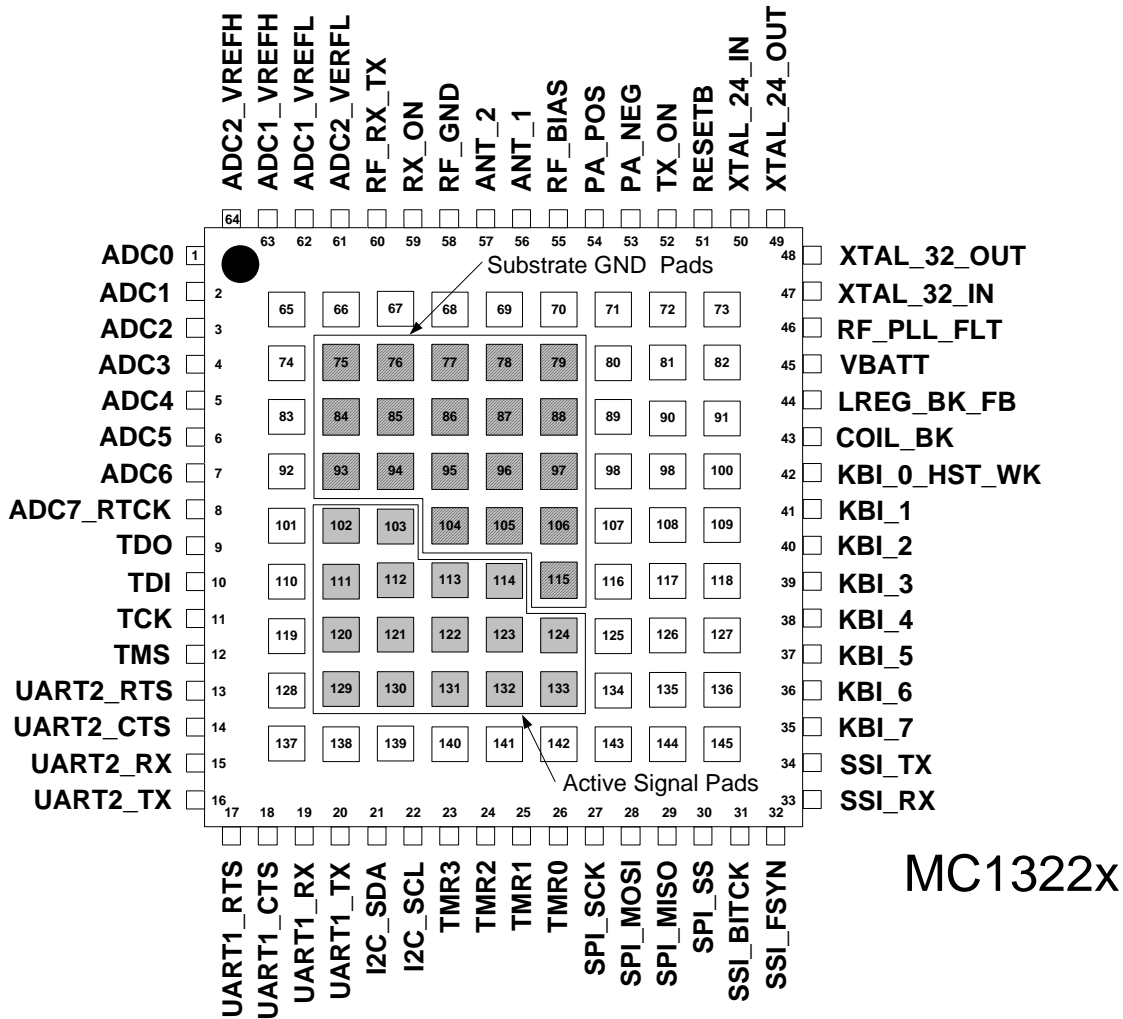 ADC2_VREFH
ADC1_VREFH
ADC1_VREFL
ADC2_VERFL
RF_RX_TX
RX_ON
RF_GND
ANT_2
ANT_1
RF_BIAS
PA_POS
PA_NEG
TX_ON
RESETB
XTAL_24_IN
XTAL_24_OUT
64 63 62 61 60 59 58 57 56 55 54 53 52 51 50 49
ADC0 1
ADC1 2
ADC2 3
ADC3 4
ADC4 5
ADC5 6
ADC6 7
ADC7_RTCK 8
TDO 9
TDI 10
TCK 11
TMS 12
UART2_RTS 13
UART2_CTS 14
UART2_RX 15
UART2_TX 16
Substrate GND Pads
65 66 67 68 69 70 71 72 73
74 75 76 77 78 79 80 81 82
83 84 85 86 87 88 89 90 91
92 93 94 95 96 97 98 98 100
101 102 103 104 105 106 107 108 109
110 111 112 113 114 115 116 117 118
119 120 121 122 123 124 125 126 127
128 129 130 131 132 133 134 135 136
137 138 139 140 141 142 143 144 145
Active Signal Pads
48 XTAL_32_OUT
47 XTAL_32_IN
46 RF_PLL_FLT
45 VBATT
44 LREG_BK_FB
43 COIL_BK
42 KBI_0_HST_WK
41 KBI_1
40 KBI_2
39 KBI_3
38 KBI_4
37 KBI_5
36 KBI_6
35 KBI_7
34 SSI_TX
33 SSI_RX
17 18 19 20 21 22 23 24 25 26 27 28 29 30 31 32
UART1_RTS
UART1_CTS
UART1_RX
UART1_TX
I2C_SDA
I2C_SCL
TMR3
TMR2
TMR1
TMR0
SPI_SCK
SPI_MOSI
SPI_MISO
SPI_SS
SSI_BITCK
SSI_FSYN
MC1322x